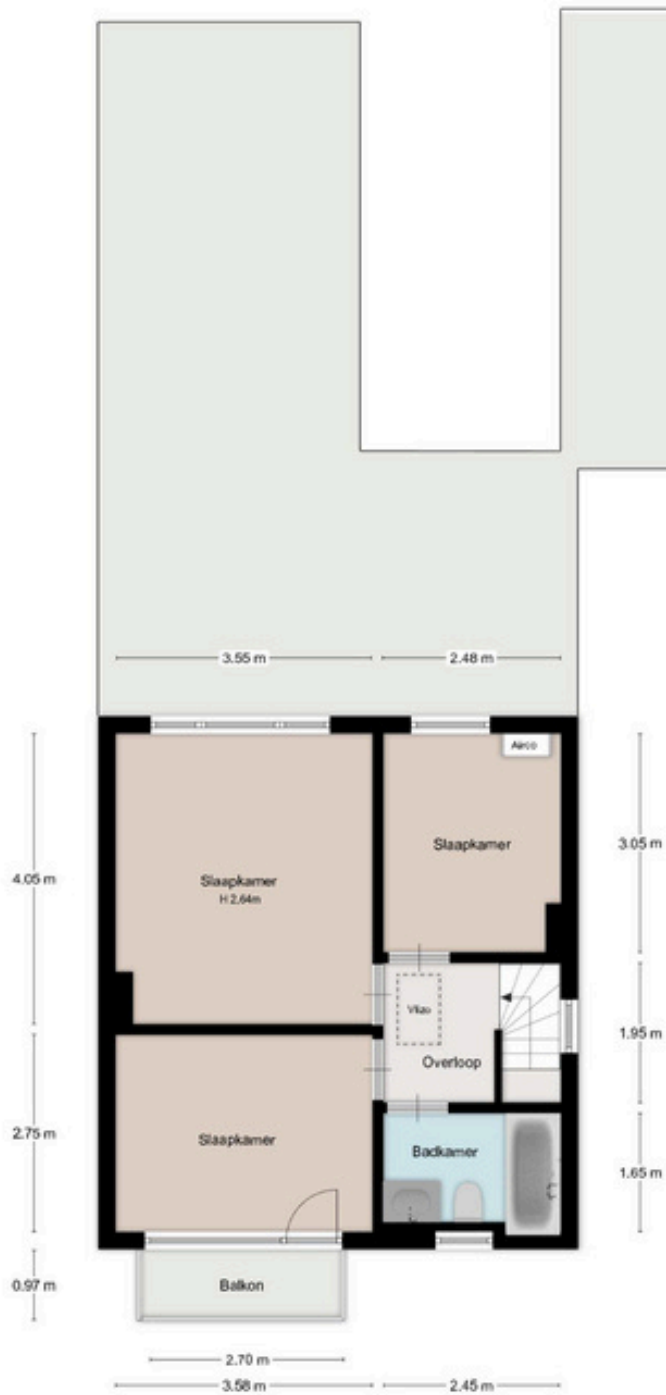 3.55 m
2.48 m
Airco
4.05 m
Slaapkamer
H 2,64m
Slaapkamer
3.05 m
Vlizo
Overloop
1.95 m
2.75 m
Slaapkamer
Badkamer
1.65 m
0.97 m
Balkon
2.70 m
3.58 m
2.45 m